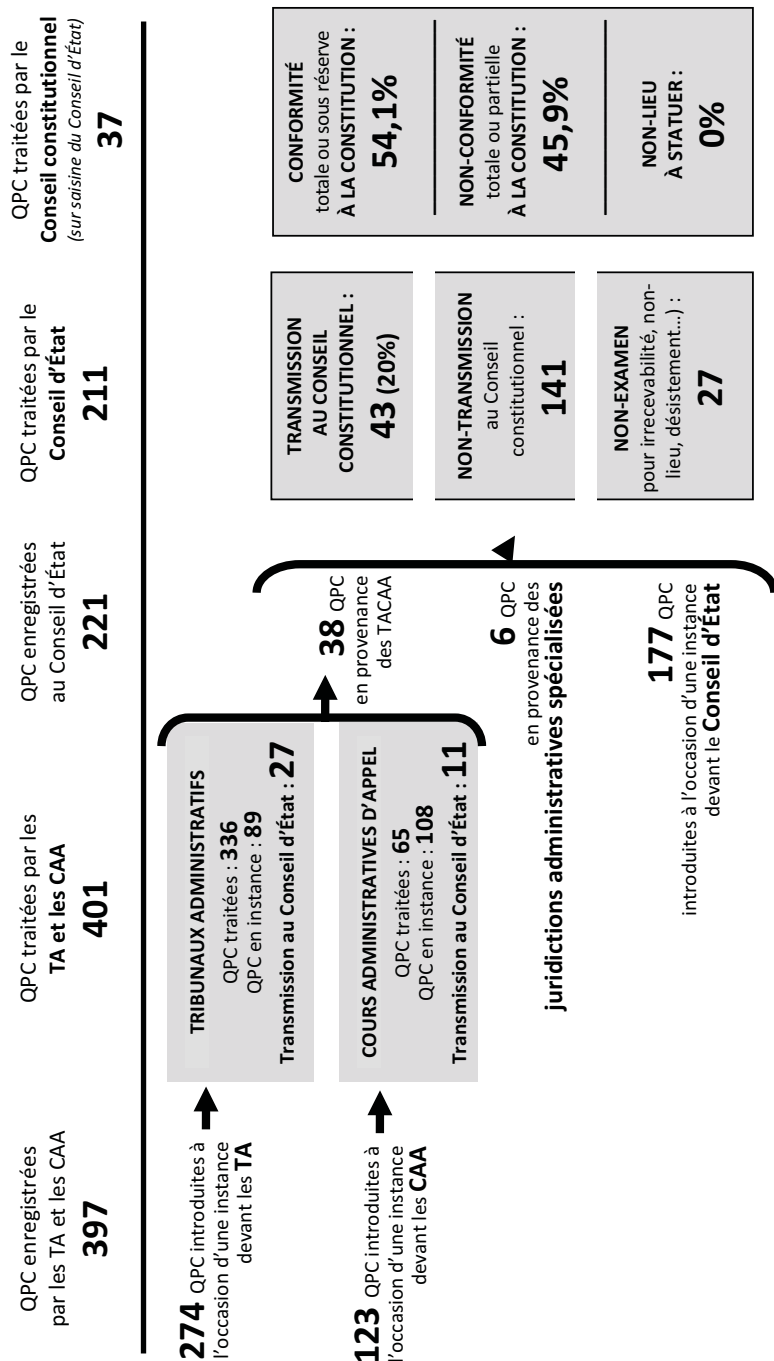 QPC enregistrées
par les TA et les CAA
397
QPC traitées par les
TA et les CAA
401
QPC enregistrées
au Conseil d’État
221
QPC traitées par le
Conseil d’État
211
QPC traitées par le
Conseil constitutionnel
(sur saisine du Conseil d’État)
37
274 QPC introduites à
l’occasion d’une instance
devant les TA
123 QPC introduites à
l’occasion d’une instance
devant les CAA
TRIBUNAUX ADMINISTRATIFS
QPC traitées : 336
QPC en instance : 89
Transmission au Conseil d’État : 27
COURS ADMINISTRATIVES D’APPEL
QPC traitées : 65
QPC en instance : 108
Transmission au Conseil d’État : 11
38 QPC
en provenance
des TACAA
6 QPC
en provenance des
juridictions administratives spécialisées
177 QPC
introduites à l’occasion d’une instance
devant le Conseil d’État
TRANSMISSION
AU CONSEIL
CONSTITUTIONNEL :
43 (20%)
NON-TRANSMISSION
au Conseil
constitutionnel :
141
NON-EXAMEN
pour irrecevabilité, non-
lieu, désistement...) :
27
CONFORMITÉ
totale ou sous réserve
À LA CONSTITUTION :
54,1%
NON-CONFORMITÉ
totale ou partielle
À LA CONSTITUTION :
45,9%
NON-LIEU
À STATUER :
0%